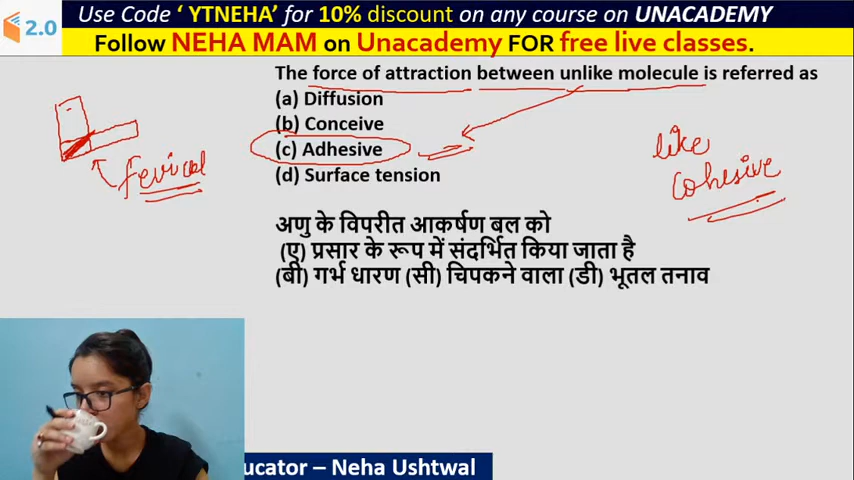 Use Code ‘ YTNEHA’ for 10% discount on any course on UNACADEMY
2.0
Follow NEHA MAM on Unacademy FOR free live classes.
The force of attraction between unlike molecule is referred as
(a) Diffusion
(b) Conceive
(c) Adhesive
(d) Surface tension
like
cohesive
fevical
अणु के विपरीत आकर्षण बल को
(ए) प्रसार के रूप में संदर्भित किया जाता है
(बी) गर्भ धारण (सी) चिपकने वाला (डी) भूतल तनाव
ucator – Neha Ushtwal